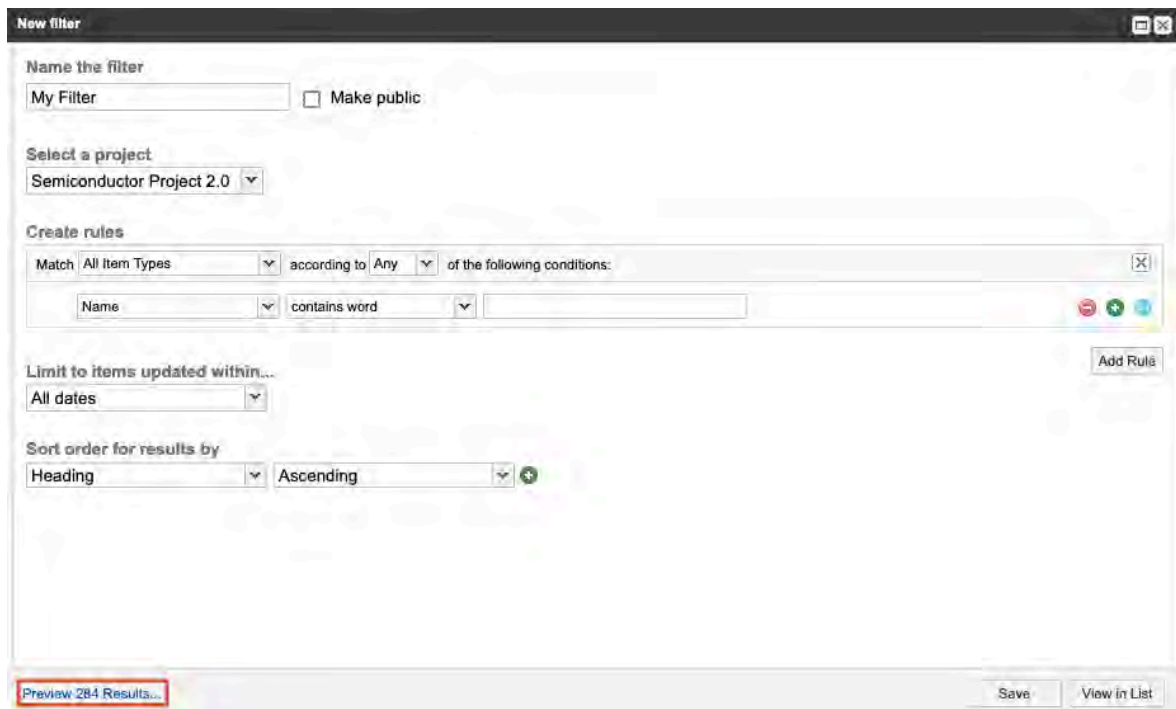 New filter
Name the filter
My Filter Make public
Select a project
Semiconductor Project 2.0
Create rules
Match All Item Types according to Any of the following conditions:
Name contains word
Add Rule
Limit to items updated within...
All dates
Sort order for results by
Heading Ascending
Preview 284 Results... Save View in List